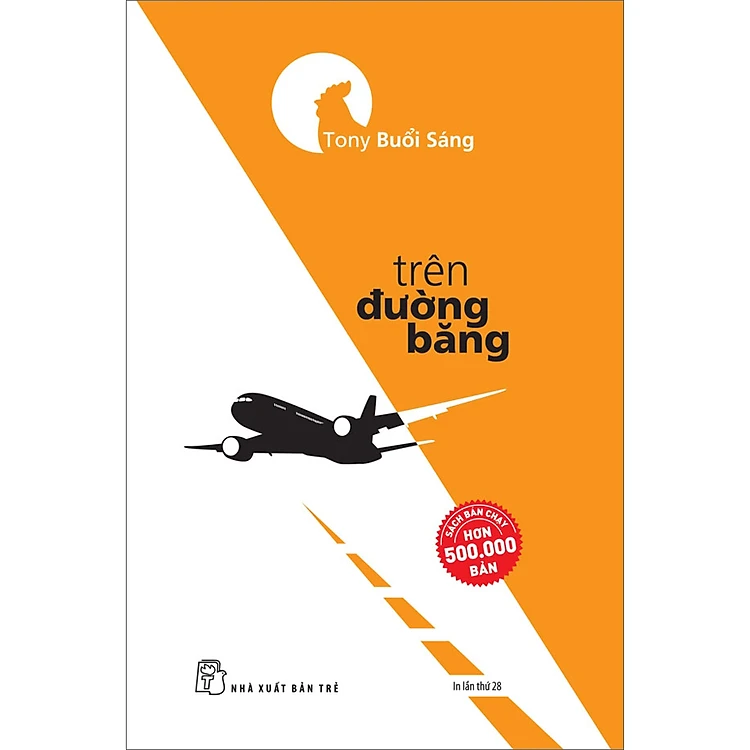 Tony Buổi Sáng
trên
đường
băng
SÁCH BÁN CHẠY
HƠN
500.000
BẢN
T
NHÀ XUẤT BẢN TRẺ
In lần thứ 28